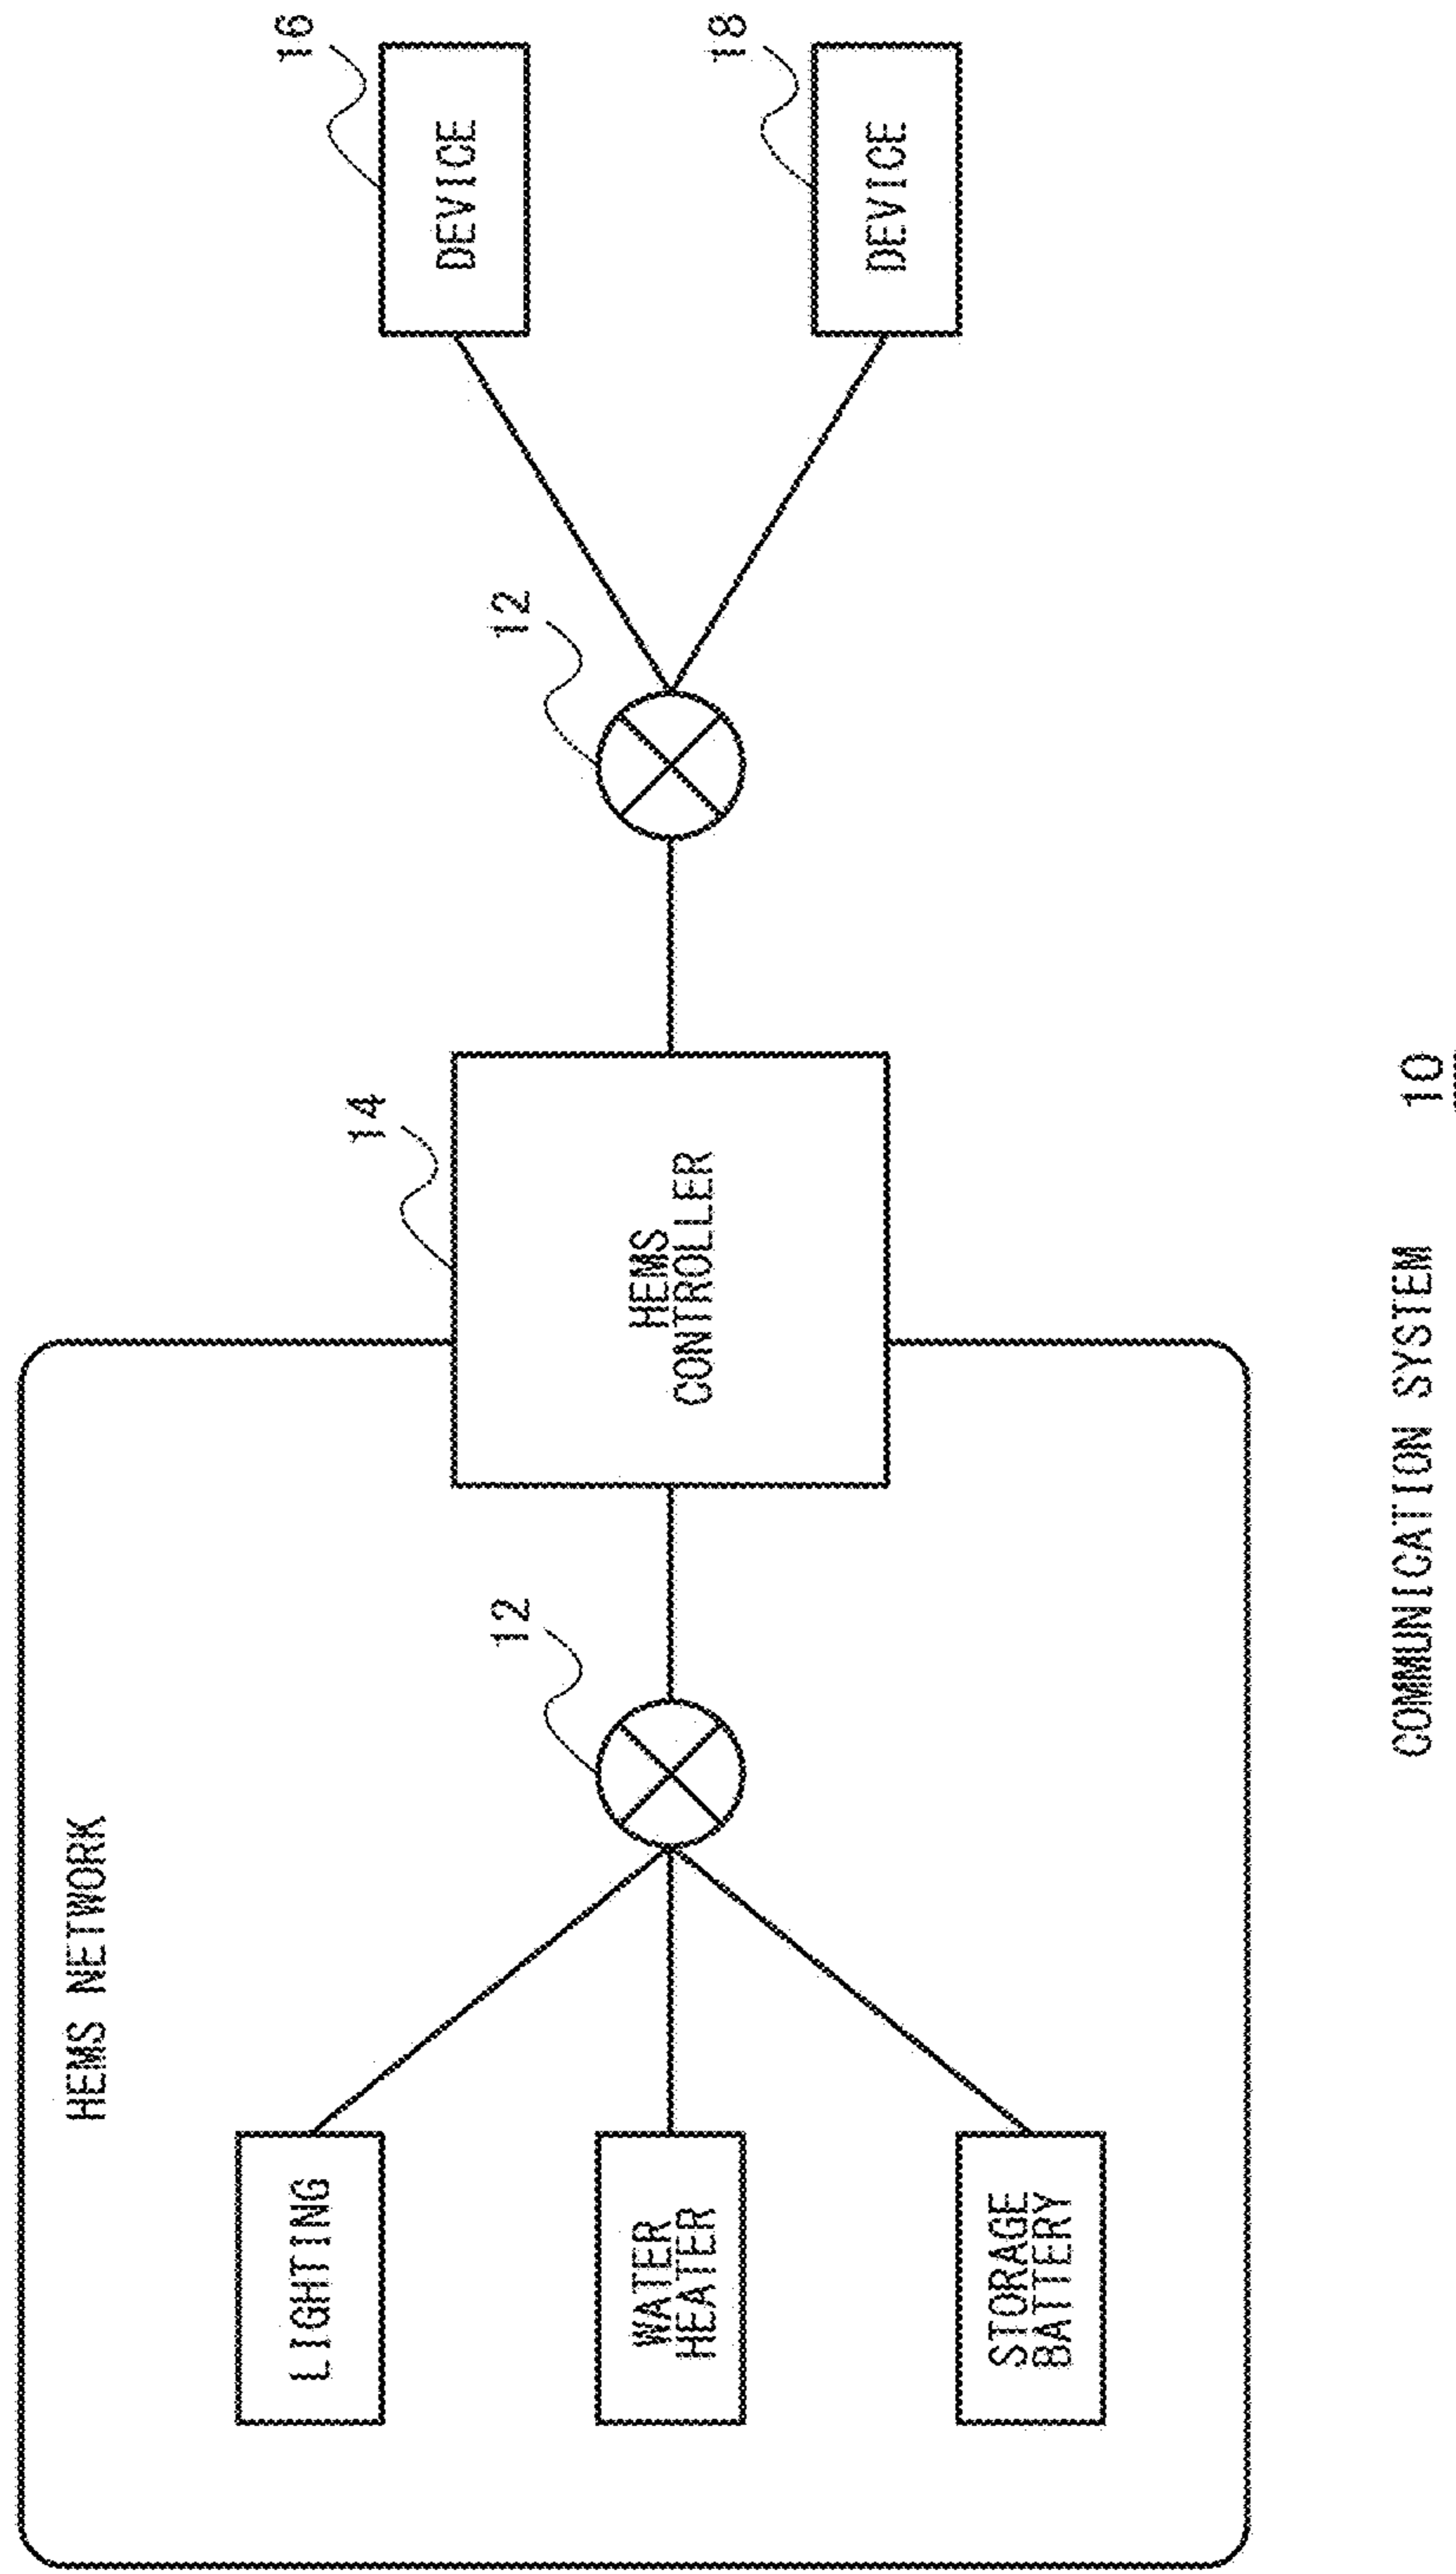 HEMS NETWORK
LIGHTING
WATER
HEATER
STORAGE
BATTERY
12
14
HEMS
CONTROLLER
12
16
DEVICE
18
DEVICE
COMMUNICATION SYSTEM 10